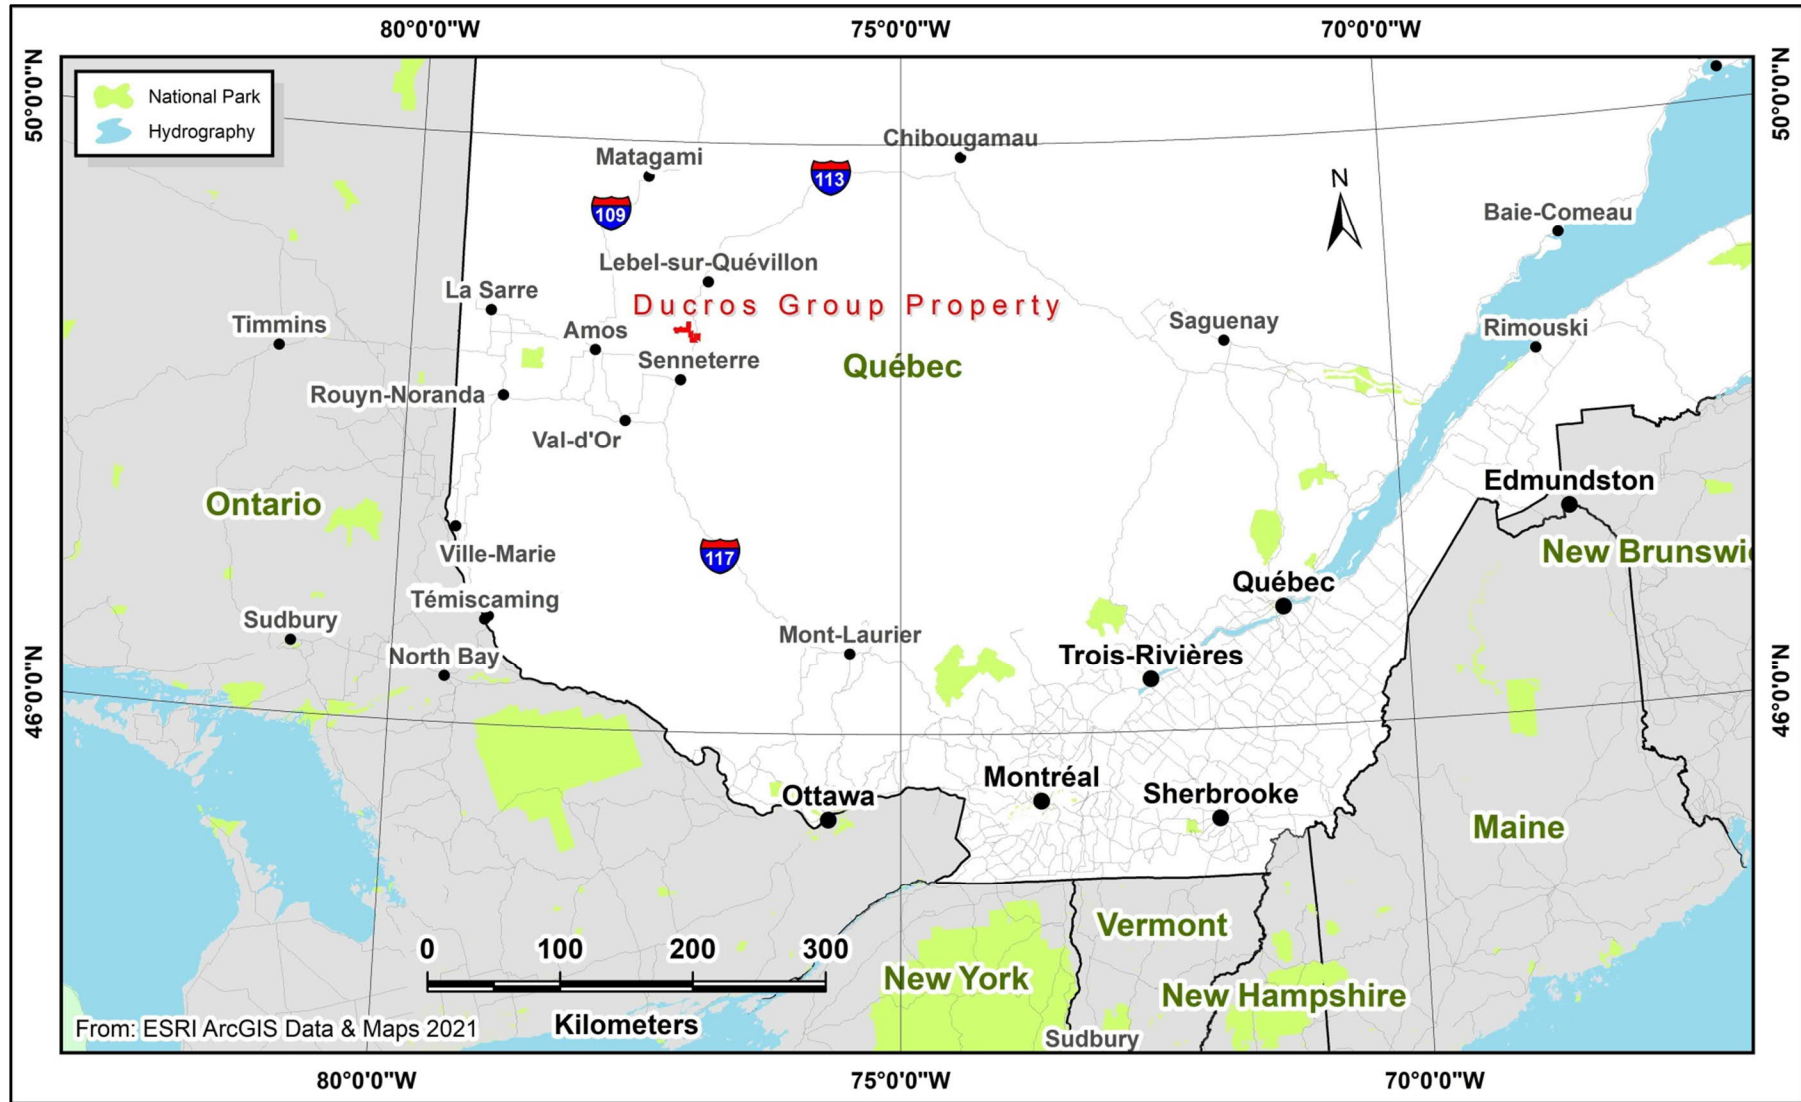 80°0'0"W 75°0'0"W 70°0'0"W
50°0'0"N
50°0'0"N
National Park
Hydrography
Chibougamau
Matagami
113
109
N
Baie-Comeau
Lebel-sur-Quévillon
La Sarre
Ducros Group Property
Timmins
Amos
Saguenay
Rimouski
Senneterre
Québec
Rouyn-Noranda
Val-d'Or
Edmundston
Ontario
New Brunswi
Ville-Marie
117
Québec
Témiscaming
Sudbury
Mont-Laurier
North Bay
Trois-Rivières
46°0'0"N
46°0'0"N
Montréal
Ottawa
Sherbrooke
Maine
Vermont
0 100 200 300
New York
New Hampshire
From: ESRI ArcGIS Data & Maps 2021
Kilometers
Sudbury
80°0'0"W 75°0'0"W 70°0'0"W